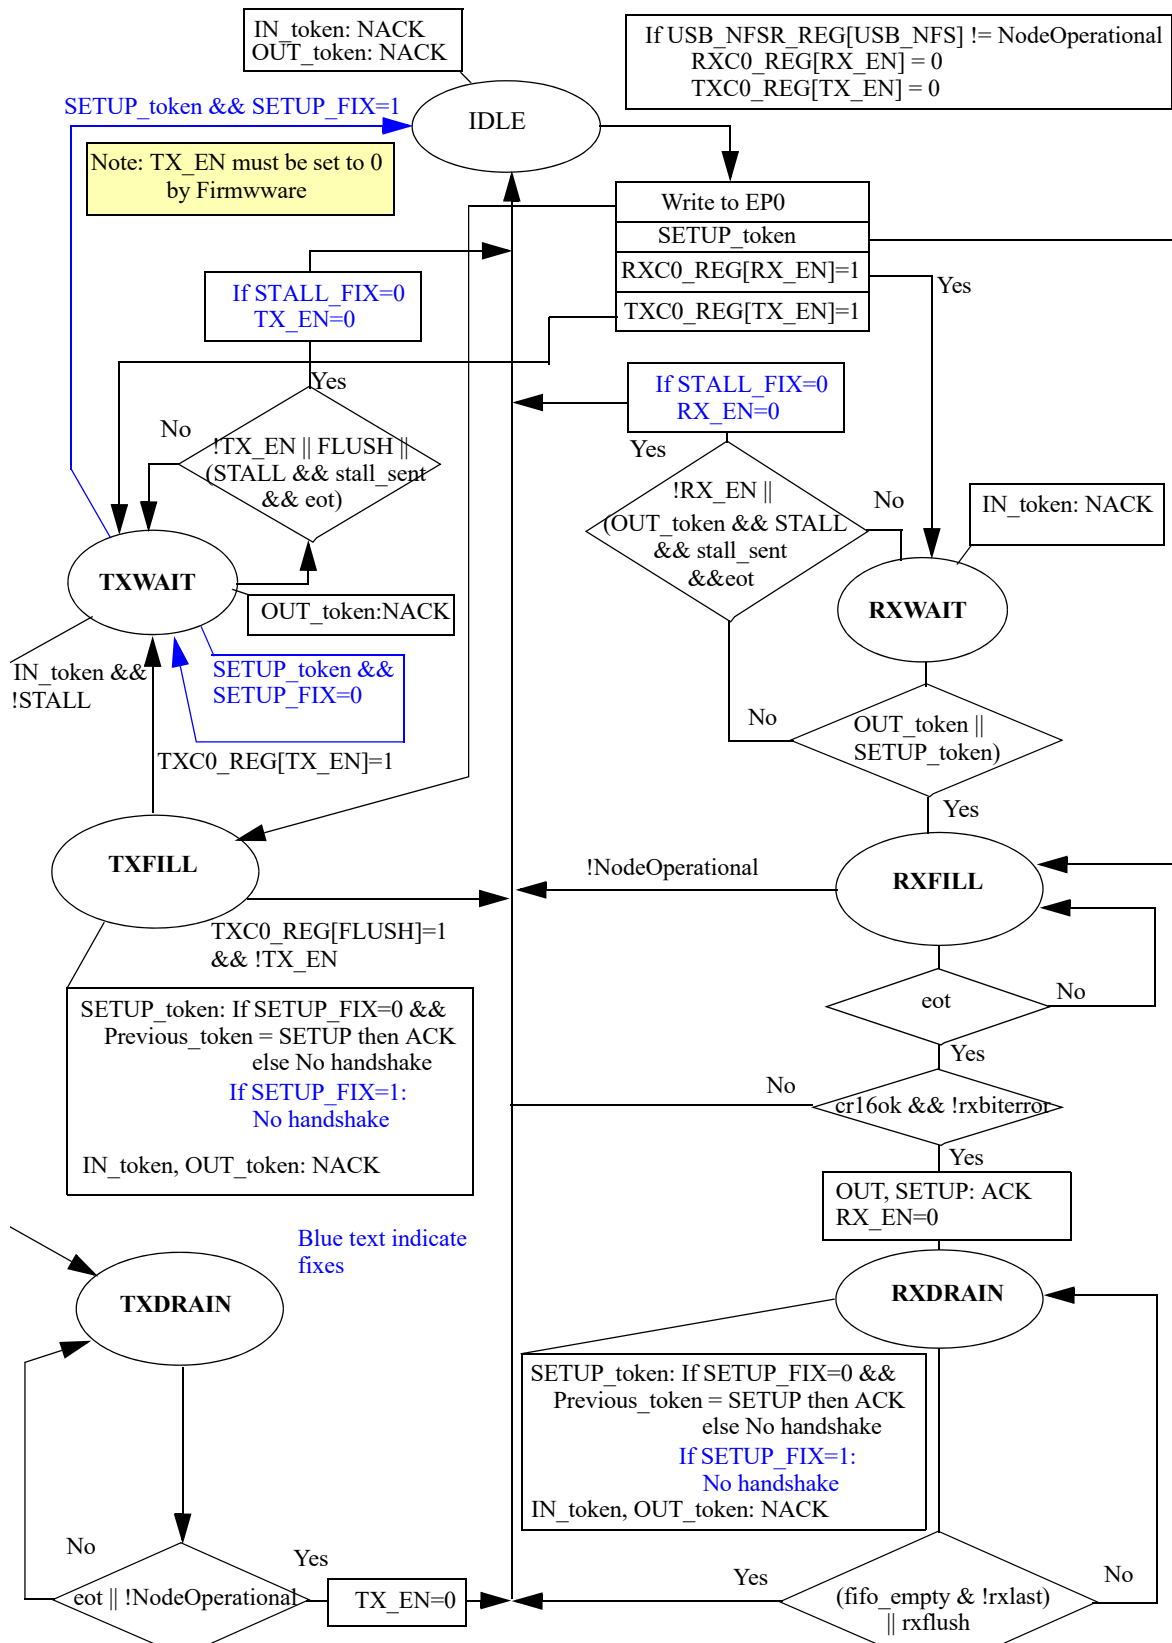 IN_token: NACK
OUT_token: NACK
If USB_NFSR_REG[USB_NFS] != NodeOperational
RXC0_REG[RX_EN] = 0
TXC0_REG[TX_EN] = 0
SETUP_token && SETUP_FIX=1
IDLE
Note: TX_EN must be set to 0
by Firmwware
Write to EP0
SETUP_token
RXC0_REG[RX_EN]=1
TXC0_REG[TX_EN]=1
Yes
If STALL_FIX=0
TX_EN=0
Yes
No
!TX_EN || FLUSH ||
(STALL && stall_sent
&& eot)
If STALL_FIX=0
RX_EN=0
Yes
No
!RX_EN ||
(OUT_token && STALL
&& stall_sent
&&eot
IN_token: NACK
TXWAIT
OUT_token:NACK
RXWAIT
IN_token &&
!STALL
SETUP_token &&
SETUP_FIX=0
TXC0_REG[TX_EN]=1
No
OUT_token ||
SETUP_token)
Yes
TXFILL
!NodeOperational
RXFILL
TXC0_REG[FLUSH]=1
&& !TX_EN
eot
No
Yes
SETUP_token: If SETUP_FIX=0 &&
Previous_token = SETUP then ACK
else No handshake
If SETUP_FIX=1:
No handshake
IN_token, OUT_token: NACK
No
cr16ok && !rxbiterror
Yes
OUT, SETUP: ACK
RX_EN=0
Blue text indicate
fixes
TXDRAIN
RXDRAIN
SETUP_token: If SETUP_FIX=0 &&
Previous_token = SETUP then ACK
else No handshake
If SETUP_FIX=1:
No handshake
IN_token, OUT_token: NACK
No
eot || !NodeOperational
Yes
TX_EN=0
Yes
(fifo_empty & !rxlast)
|| rxflush
No